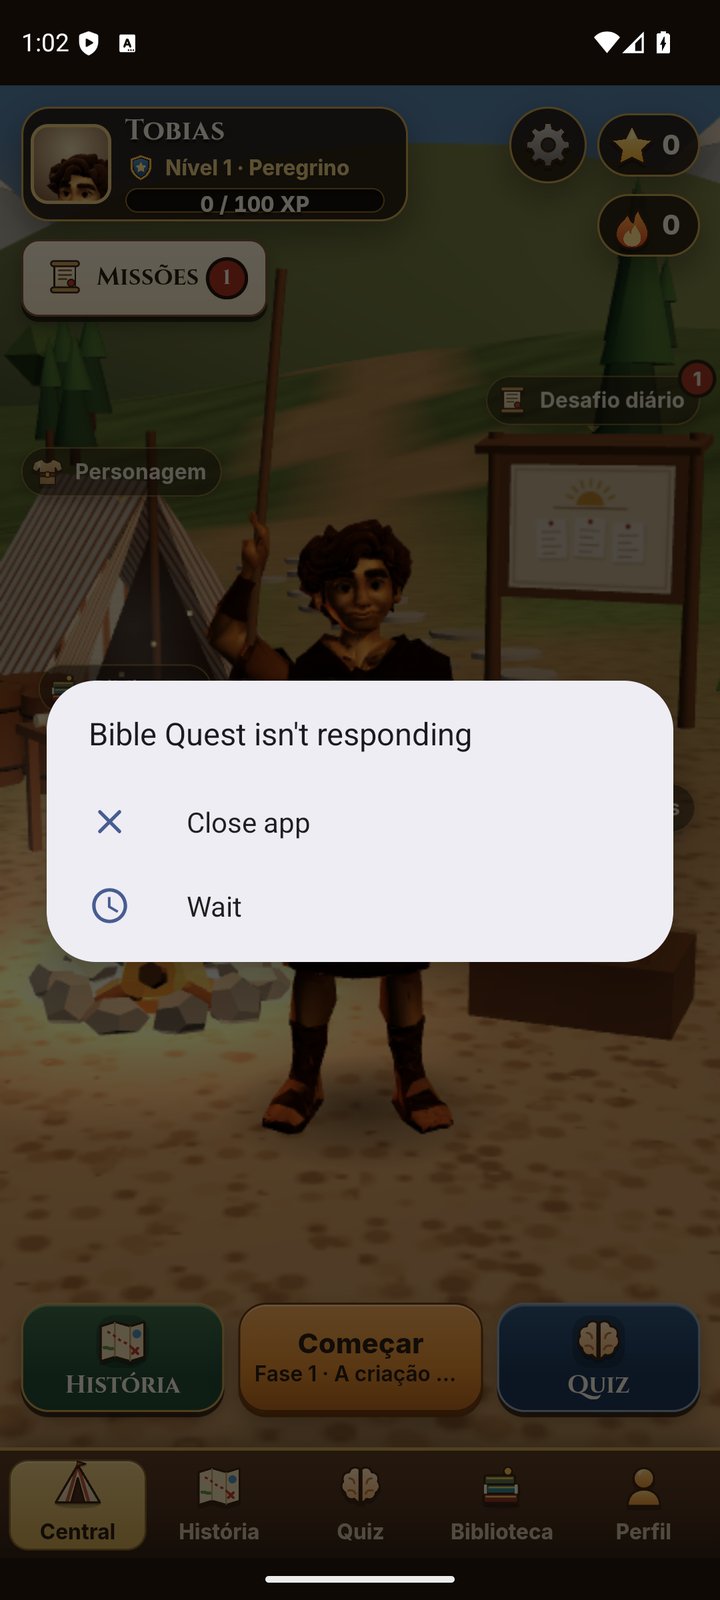 1:02
TOBIAS
Nível 1 · Peregrino
0 / 100 XP
0
0
MISSÕES 1
Desafio diário 1
Personagem
Bible Quest isn't responding
Close app
Wait
HISTÓRIA
Começar
Fase 1 · A criação ...
QUIZ
Central
História
Quiz
Biblioteca
Perfil